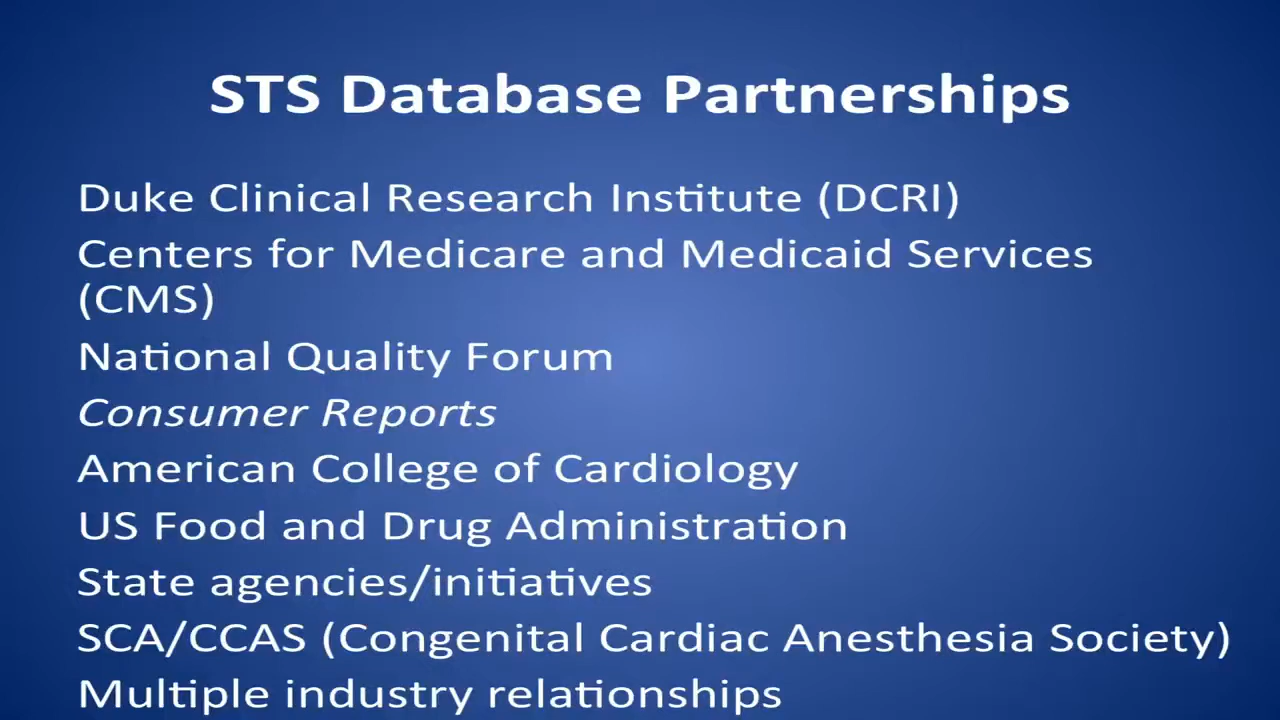 STS Database Partnerships
Duke Clinical Research Institute (DCRI)
Centers for Medicare and Medicaid Services
(CMS)
National Quality Forum
Consumer Reports
American College of Cardiology
US Food and Drug Administration
State agencies/initiatives
SCA/CCAS (Congenital Cardiac Anesthesia Society)
Multiple industry relationships